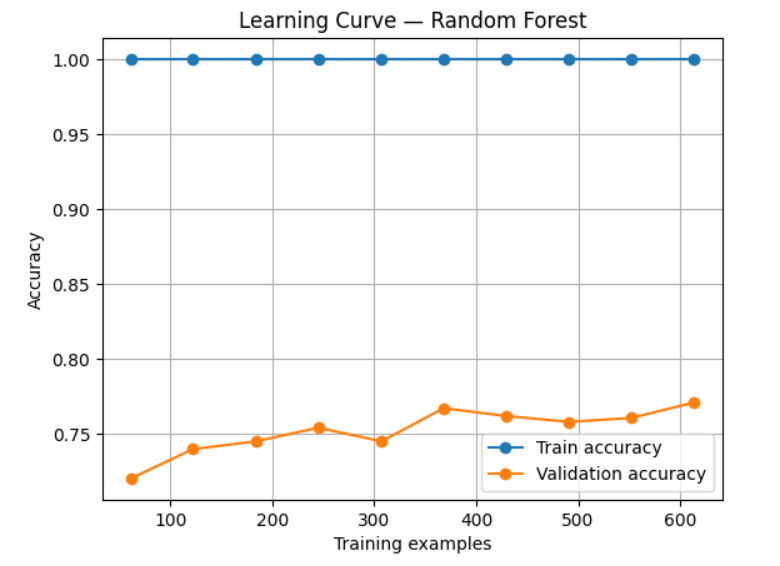 Learning Curve — Random Forest
Accuracy
1.00
0.95
0.90
0.85
0.80
0.75
Train accuracy
Validation accuracy
100 200 300 400 500 600
Training examples